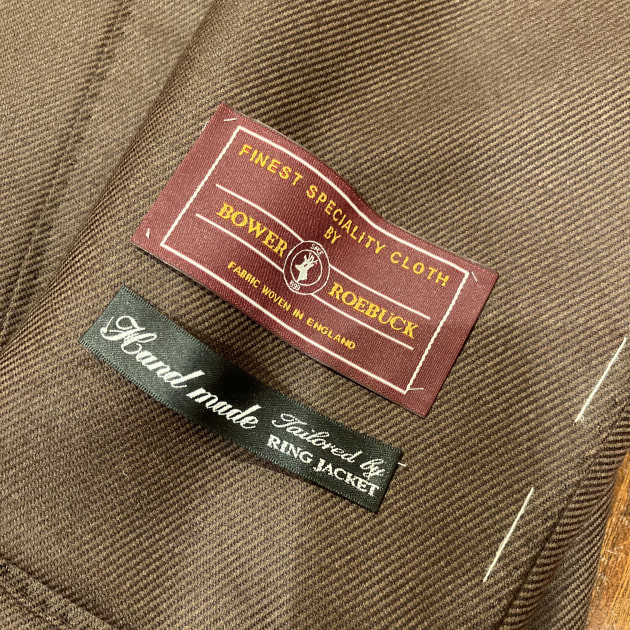 FINEST SPECIALITY CLOTH
BY
BOWER ROEBUCK
FABRIC WOVEN IN ENGLAND
Hand made
Tailored by
RING JACKET